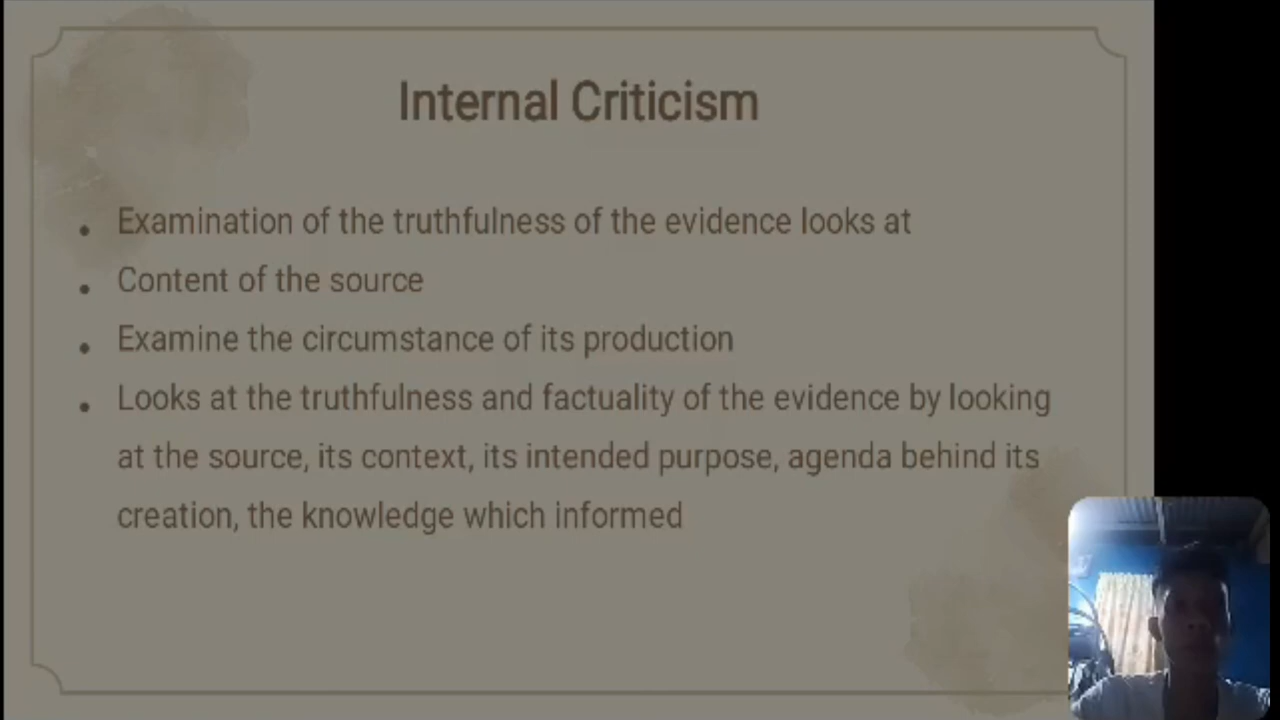 Internal Criticism
• Examination of the truthfulness of the evidence looks at
• Content of the source
• Examine the circumstance of its production
• Looks at the truthfulness and factuality of the evidence by looking
at the source, its context, its intended purpose, agenda behind its
creation, the knowledge which informed